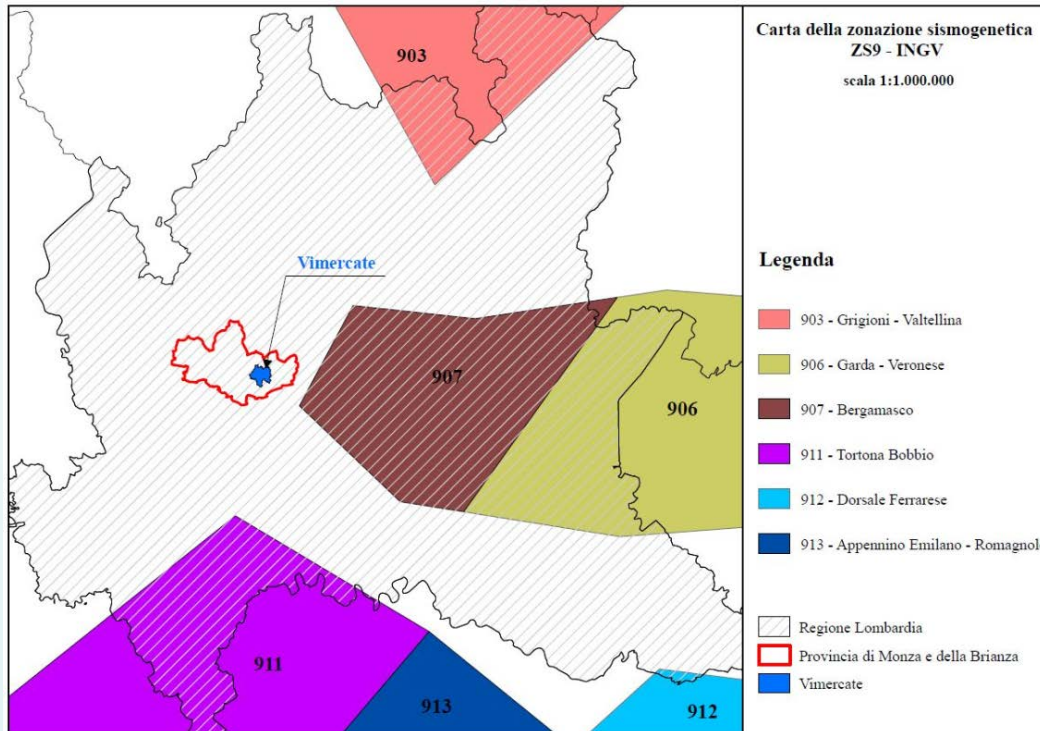 Carta della zonazione sismogenetica
ZS9 - INGV
scala 1:1.000.000
903
Vimercate
907
906
911
913
912
Legenda
903 - Grigioni - Valtellina
906 - Garda - Veronese
907 - Bergamasco
911 - Tortona Bobbio
912 - Dorsale Ferrarese
913 - Appennino Emilano - Romagnolo
Regione Lombardia
Provincia di Monza e della Brianza
Vimercate